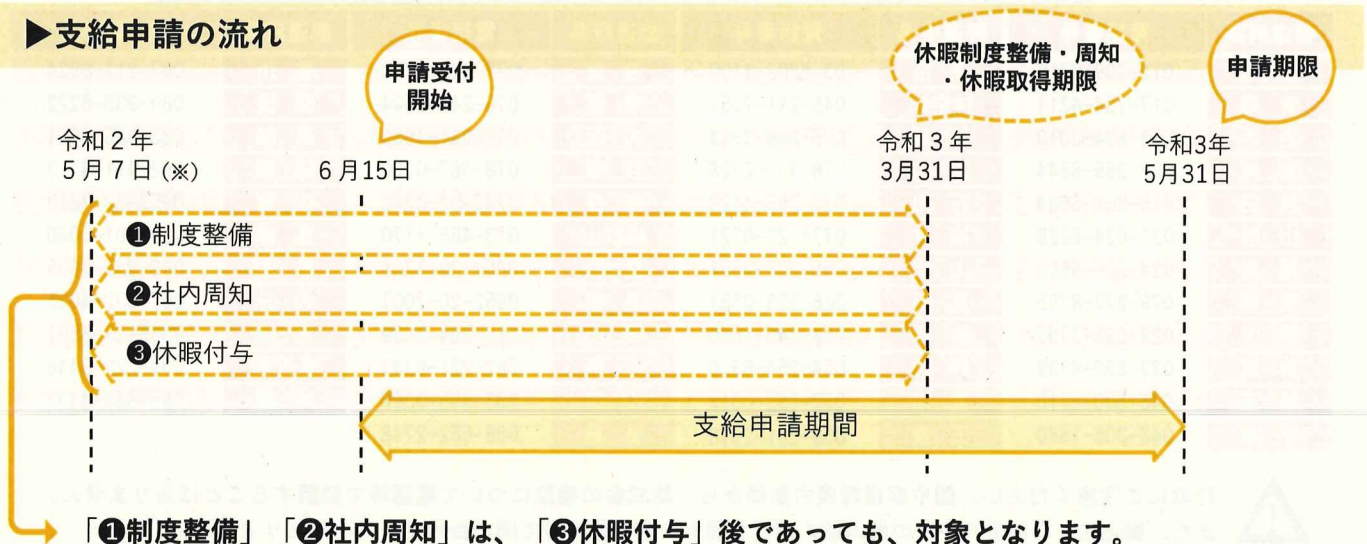 ▶支給申請の流れ
申請受付
開始
休暇制度整備・周知
・休暇取得期限
申請期限
令和2年
5月7日(※)
6月15日
令和3年
3月31日
令和3年
5月31日
❶制度整備
❷社内周知
❸休暇付与
支給申請期間
「❶制度整備」「❷社内周知」は、「❸休暇付与」後であっても、対象となります。